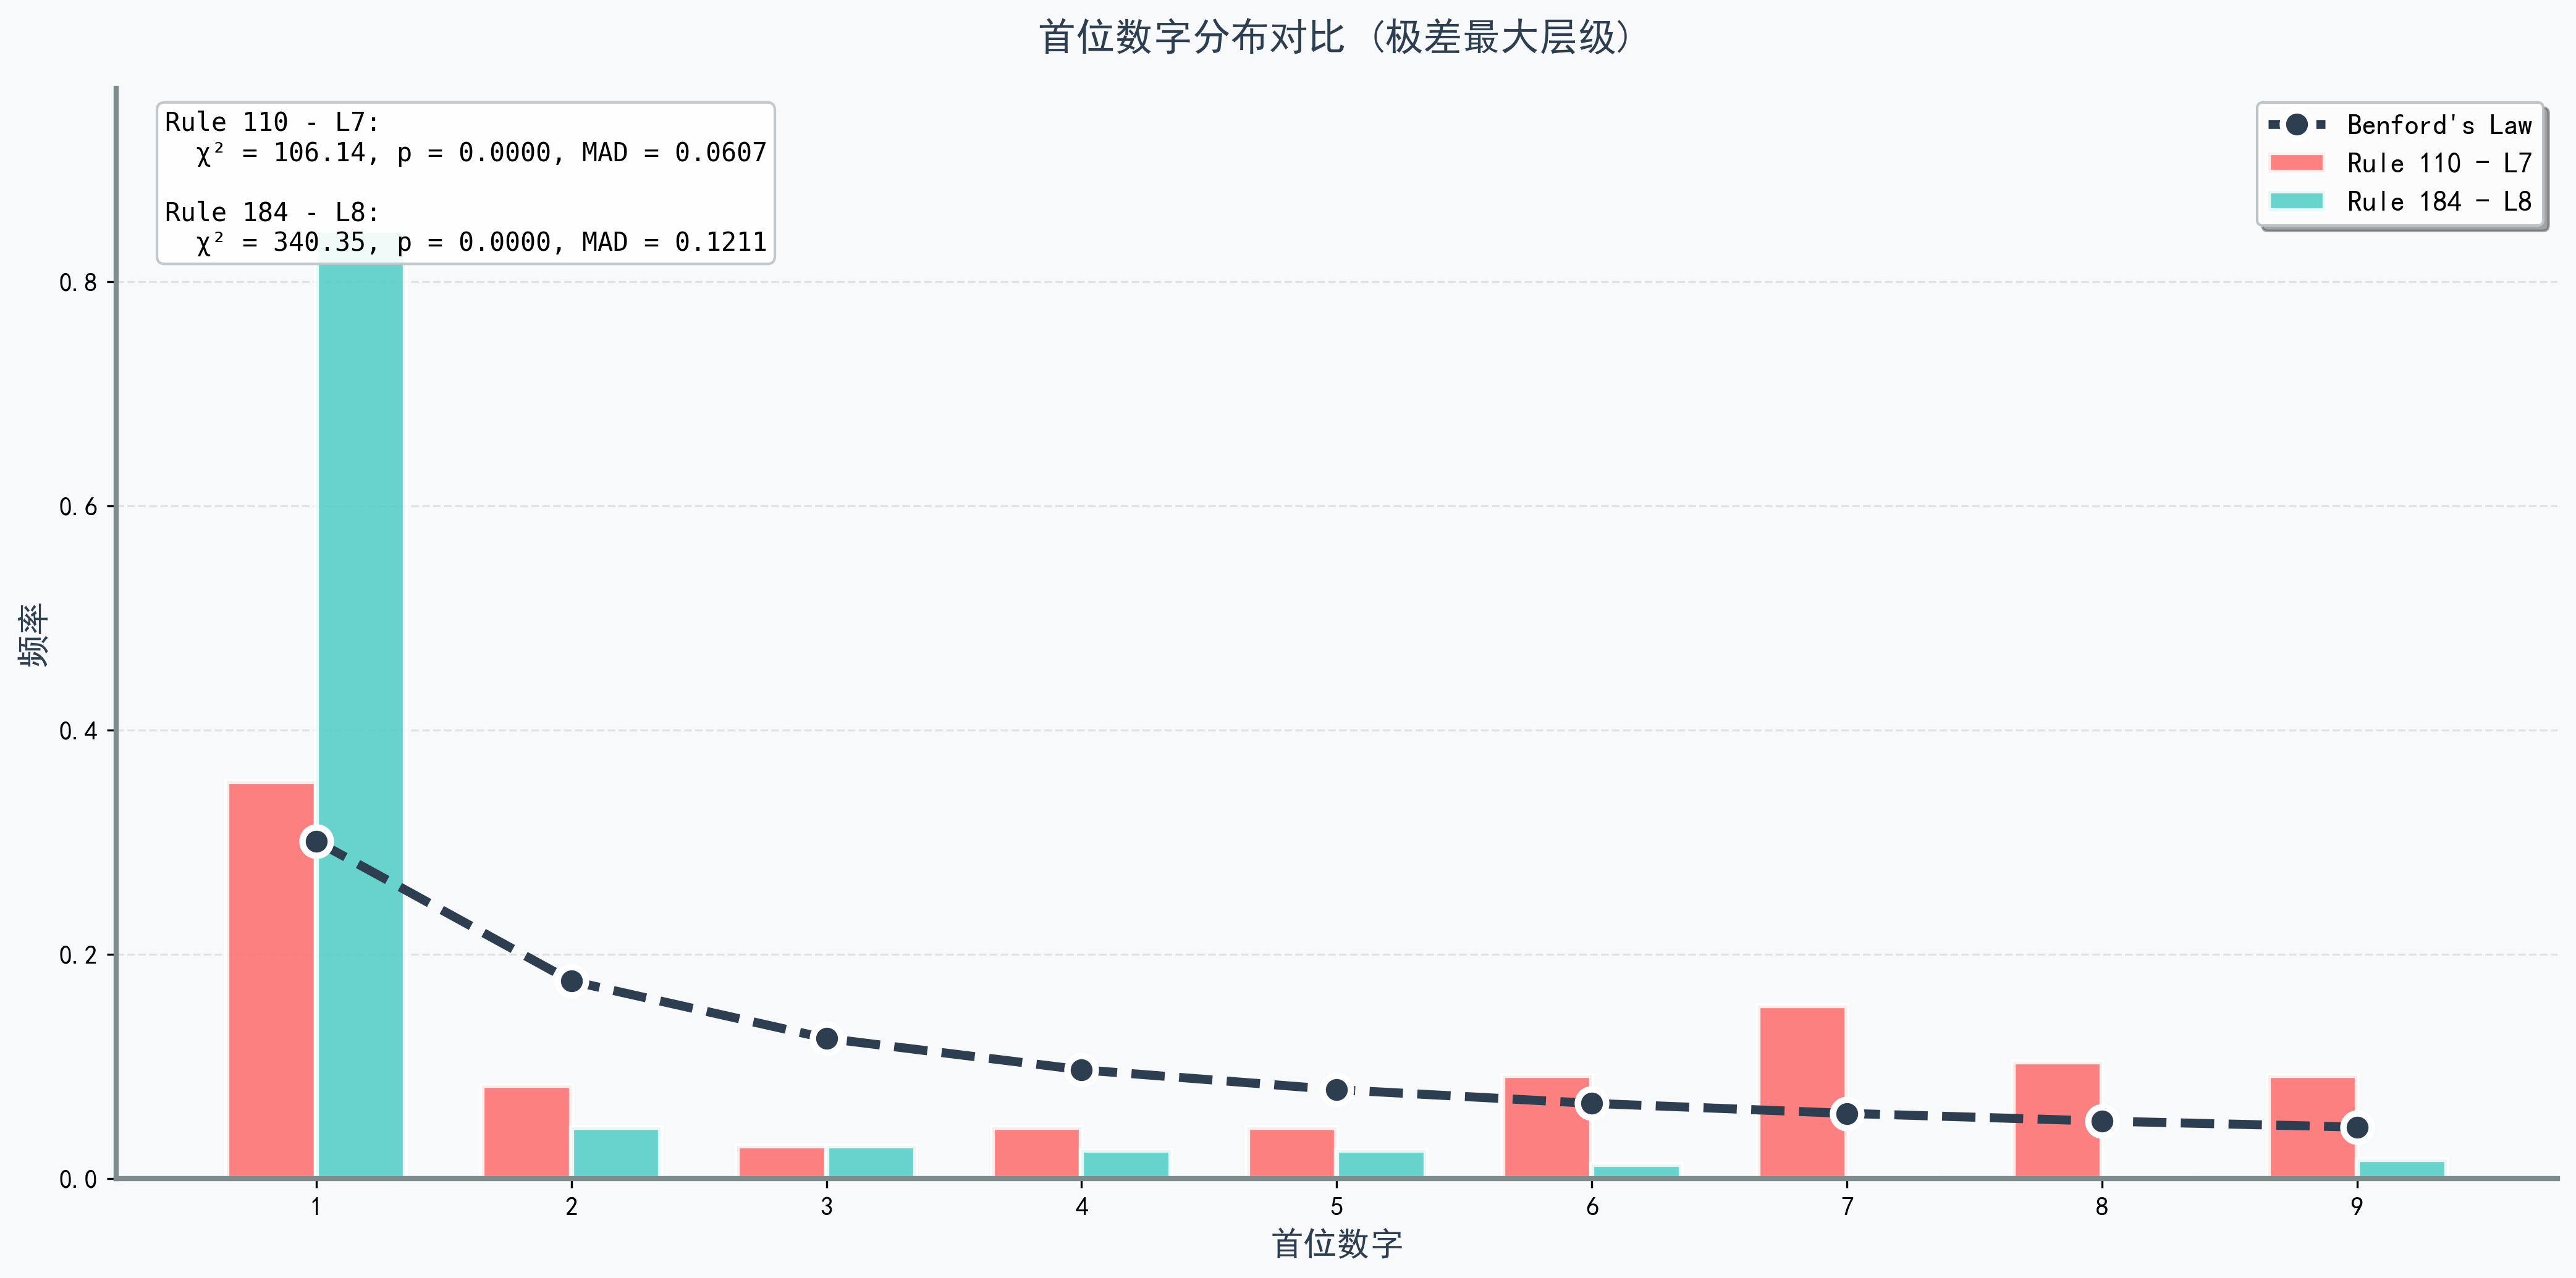 首位数字分布对比（极差最大层级）
Rule 110 - L7:
χ² = 106.14, p = 0.0000, MAD = 0.0607
Rule 184 - L8:
χ² = 340.35, p = 0.0000, MAD = 0.1211
Benford's Law
Rule 110 – L7
Rule 184 – L8
频率
0.8
0.6
0.4
0.2
0.0
1 2 3 4 5 6 7 8 9
首位数字